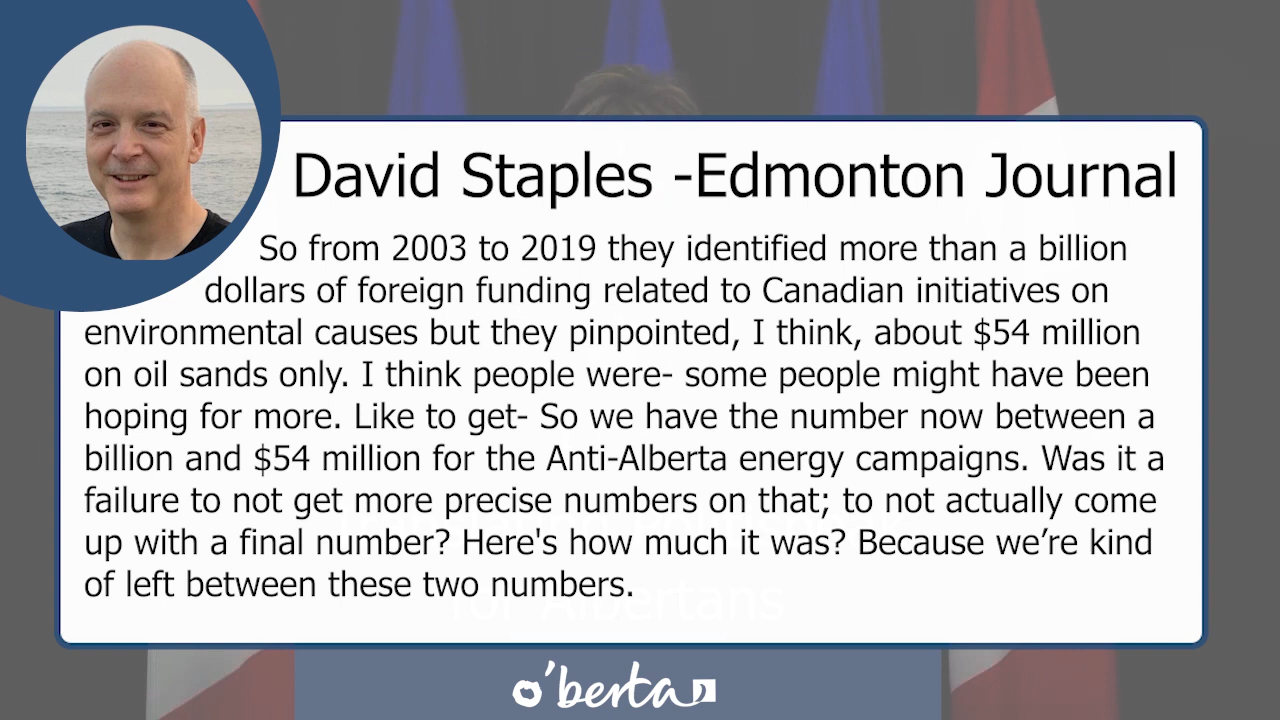 David Staples -Edmonton Journal
So from 2003 to 2019 they identified more than a billion
dollars of foreign funding related to Canadian initiatives on
environmental causes but they pinpointed, I think, about $54 million
on oil sands only. I think people were- some people might have been
hoping for more. Like to get- So we have the number now between a
billion and $54 million for the Anti-Alberta energy campaigns. Was it a
failure to not get more precise numbers on that; to not actually come
up with a final number? Here's how much it was? Because we’re kind
of left between these two numbers.
for Albertans
o'berta